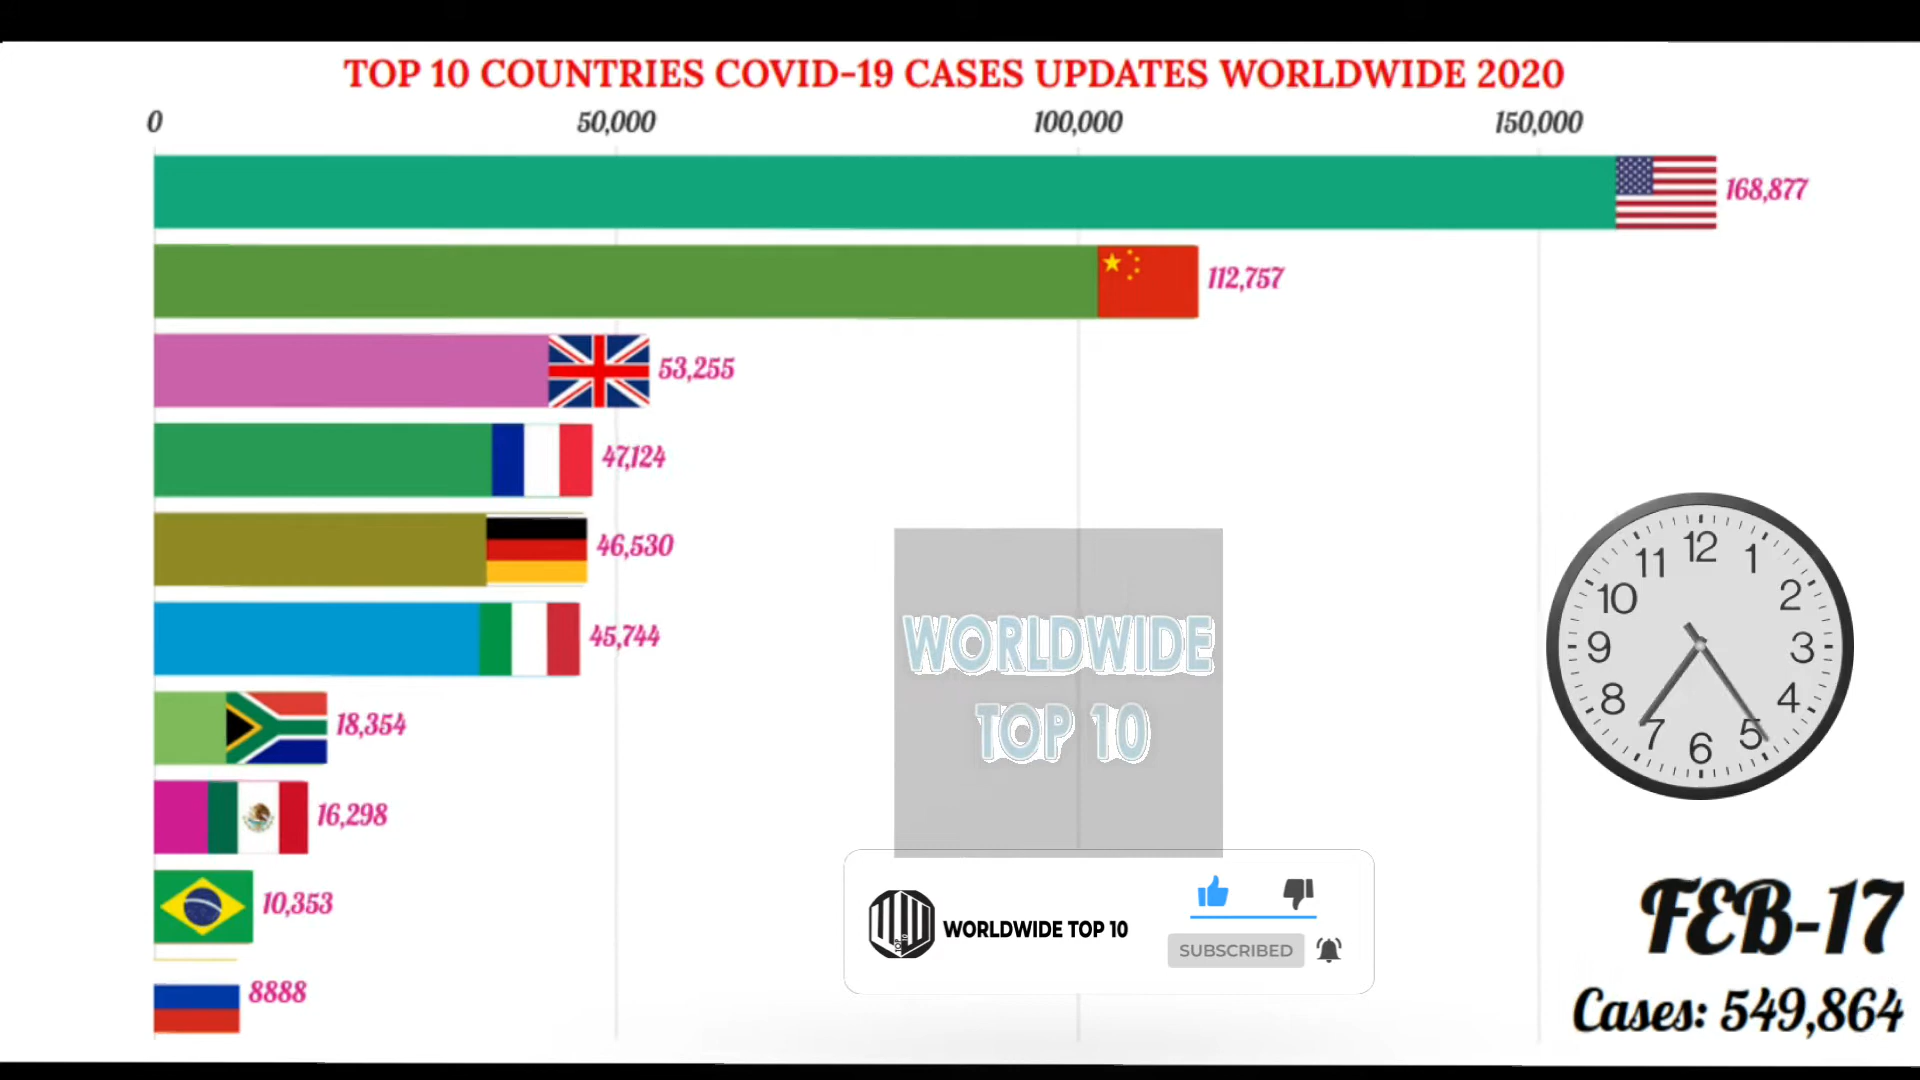 TOP 10 COUNTRIES COVID-19 CASES UPDATES WORLDWIDE 2020
0 50,000 100,000 150,000
168,877
112,757
53,255
47,124
46,530
45,744
18,354
16,298
10,353
8888
WORLDWIDE
TOP 10
12
11 1
10 2
9 3
8 4
7 5
6
WORLDWIDE TOP 10
SUBSCRIBED
FEB-17
Cases: 549,864